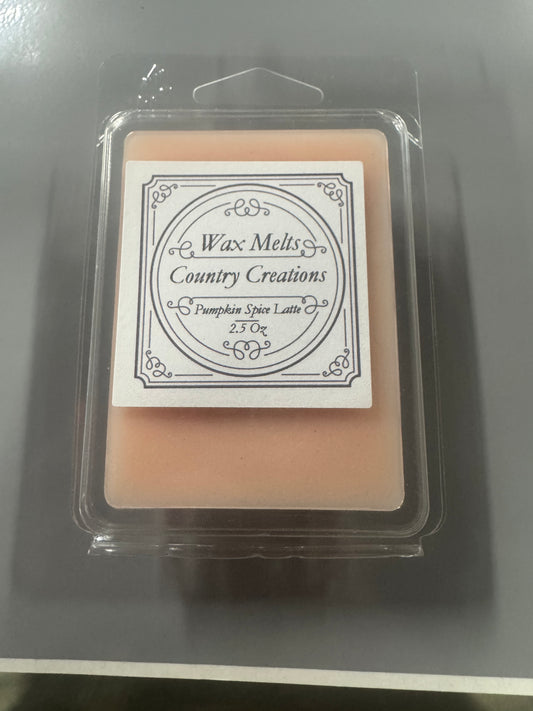 Wax Melts
Country Creations
Pumpkin Spice Latte
2.5 Oz